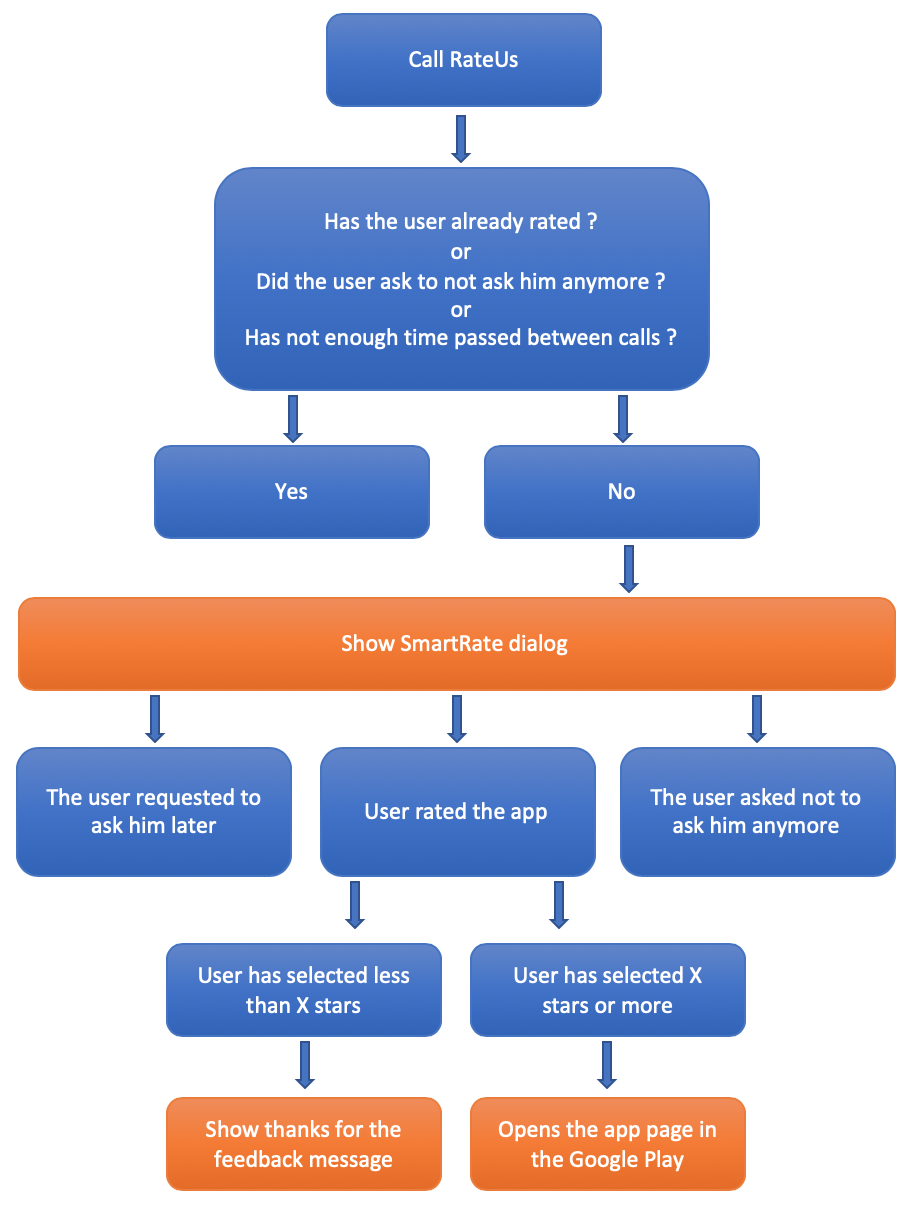 Call RateUs
Has the user already rated ?
or
Did the user ask to not ask him anymore ?
or
Has not enough time passed between calls ?
Yes
No
Show SmartRate dialog
The user requested to
ask him later
User rated the app
The user asked not to
ask him anymore
User has selected less
than X stars
User has selected X
stars or more
Show thanks for the
feedback message
Opens the app page in
the Google Play